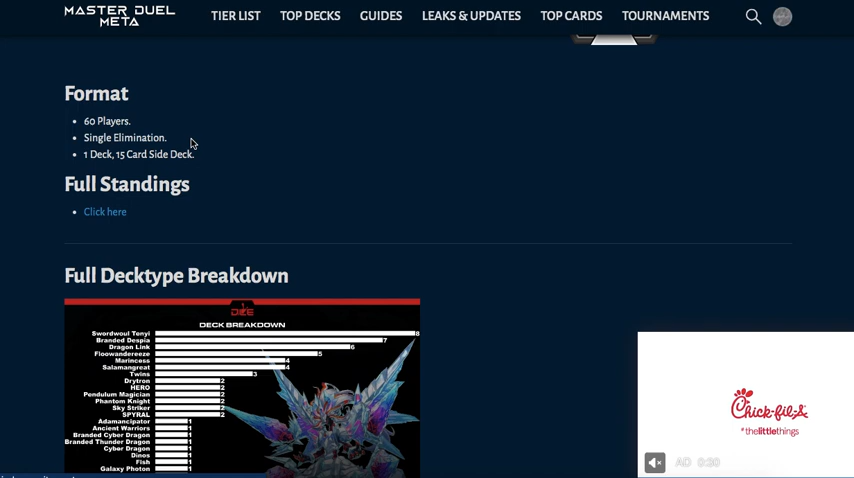 MASTER DUEL
META
TIER LIST
TOP DECKS
GUIDES
LEAKS & UPDATES
TOP CARDS
TOURNAMENTS
Format
60 Players.
Single Elimination.
1 Deck, 15 Card Side Deck.
Full Standings
Click here
Full Decktype Breakdown
DICE
DECK BREAKDOWN
Swordwoul Tenyi 8
Branded Despia 7
Dragon Link 6
Floowandereeze 5
Marincess 4
Salamangreat 4
Twins 3
Drytron 2
HERO 2
Pendulum Magician 2
Phantom Knight 2
Sky Striker 2
SPYRAL 2
Adamancipator 1
Ancient Warriors 1
Branded Cyber Dragon 1
Branded Thunder Dragon 1
Cyber Dragon 1
Dinos 1
Fish 1
Galaxy Photon 1
Chick-fil-A
#thelittlethings
AD 0:20